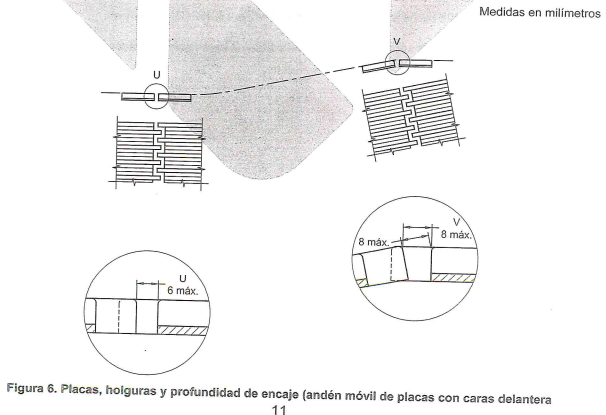 Medidas en milímetros
V
U
V
8 máx.
8 máx.
U
6 máx.
Figura 6. Placas, holguras y profundidad de encaje (andén móvil de placas con caras delantera
11